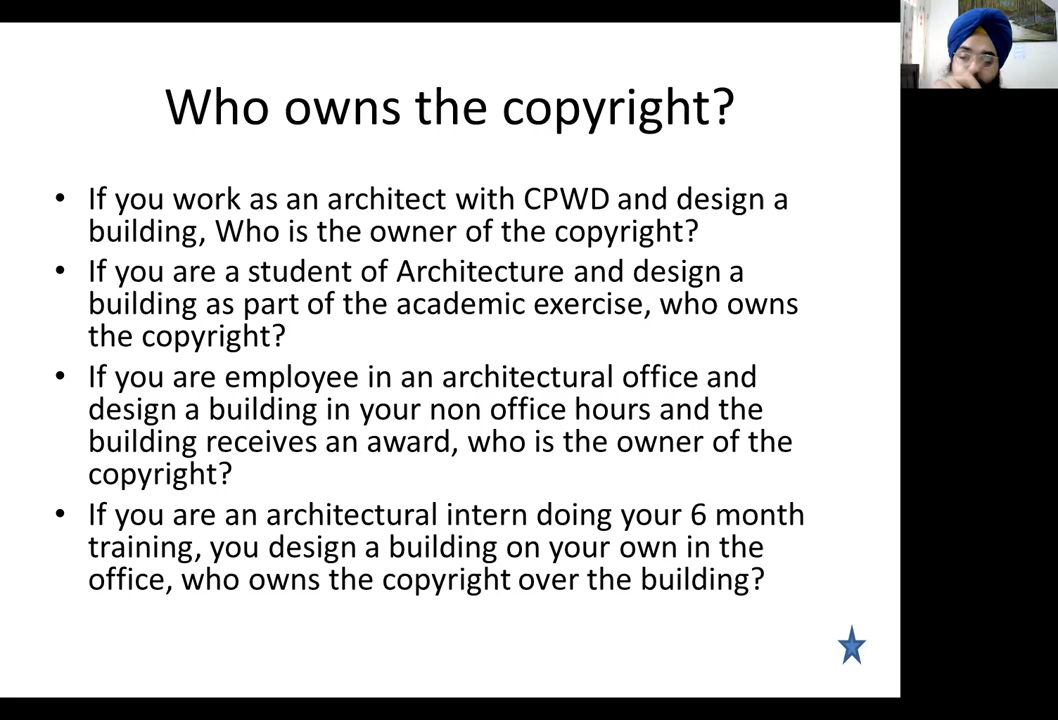 Who owns the copyright?
• If you work as an architect with CPWD and design a
building, Who is the owner of the copyright?
• If you are a student of Architecture and design a
building as part of the academic exercise, who owns
the copyright?
• If you are employee in an architectural office and
design a building in your non office hours and the
building receives an award, who is the owner of the
copyright?
• If you are an architectural intern doing your 6 month
training, you design a building on your own in the
office, who owns the copyright over the building?